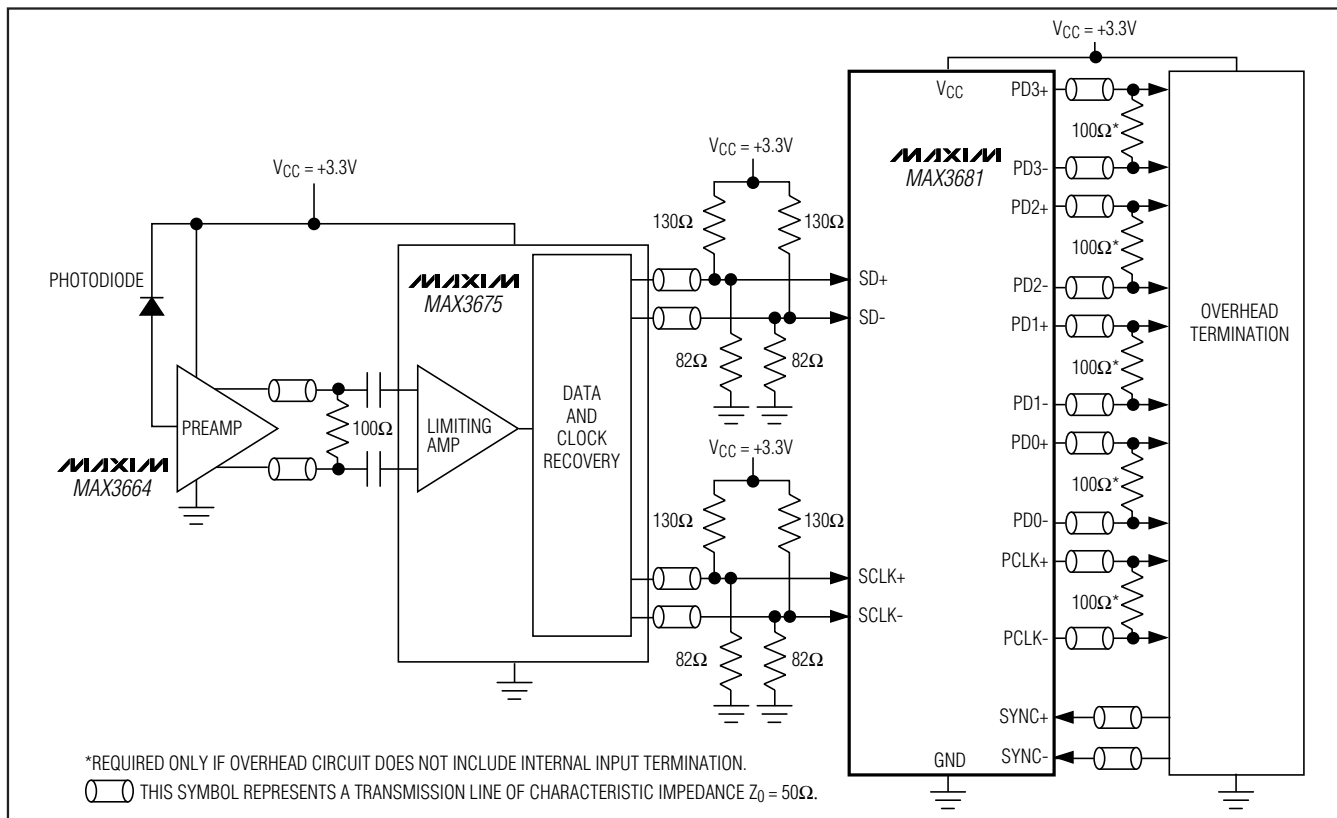 VCC = +3.3V
PHOTODIODE
PREAMP
MAXIM
MAX3664
100Ω
MAXIM
MAX3675
LIMITING
AMP
DATA
AND
CLOCK
RECOVERY
VCC = +3.3V
130Ω
130Ω
82Ω
82Ω
VCC = +3.3V
130Ω
130Ω
82Ω
82Ω
VCC = +3.3V
VCC
MAXIM
MAX3681
SD+
SD-
SCLK+
SCLK-
GND
PD3+
PD3-
PD2+
PD2-
PD1+
PD1-
PD0+
PD0-
PCLK+
PCLK-
SYNC+
SYNC-
100Ω*
100Ω*
100Ω*
100Ω*
100Ω*
OVERHEAD
TERMINATION
*REQUIRED ONLY IF OVERHEAD CIRCUIT DOES NOT INCLUDE INTERNAL INPUT TERMINATION.
THIS SYMBOL REPRESENTS A TRANSMISSION LINE OF CHARACTERISTIC IMPEDANCE Z0 = 50Ω.